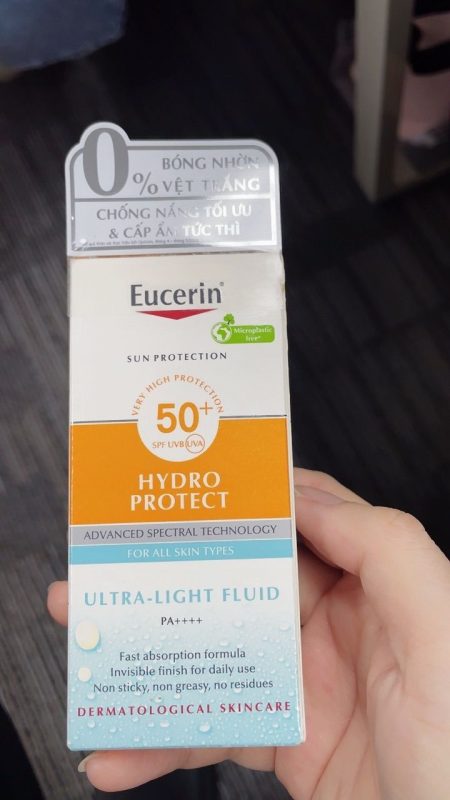 0%
BÓNG NHỜN
VỆT TRẮNG
CHỐNG NẮNG TỐI ƯU
& CẤP ẨM TỨC THÌ
Eucerin®
Microplastic
free*
SUN PROTECTION
VERY HIGH PROTECTION
50+
SPF UVB UVA
HYDRO
PROTECT
ADVANCED SPECTRAL TECHNOLOGY
FOR ALL SKIN TYPES
ULTRA-LIGHT FLUID
PA++++
Fast absorption formula
Invisible finish for daily use
Non sticky, non greasy, no residues
DERMATOLOGICAL SKINCARE